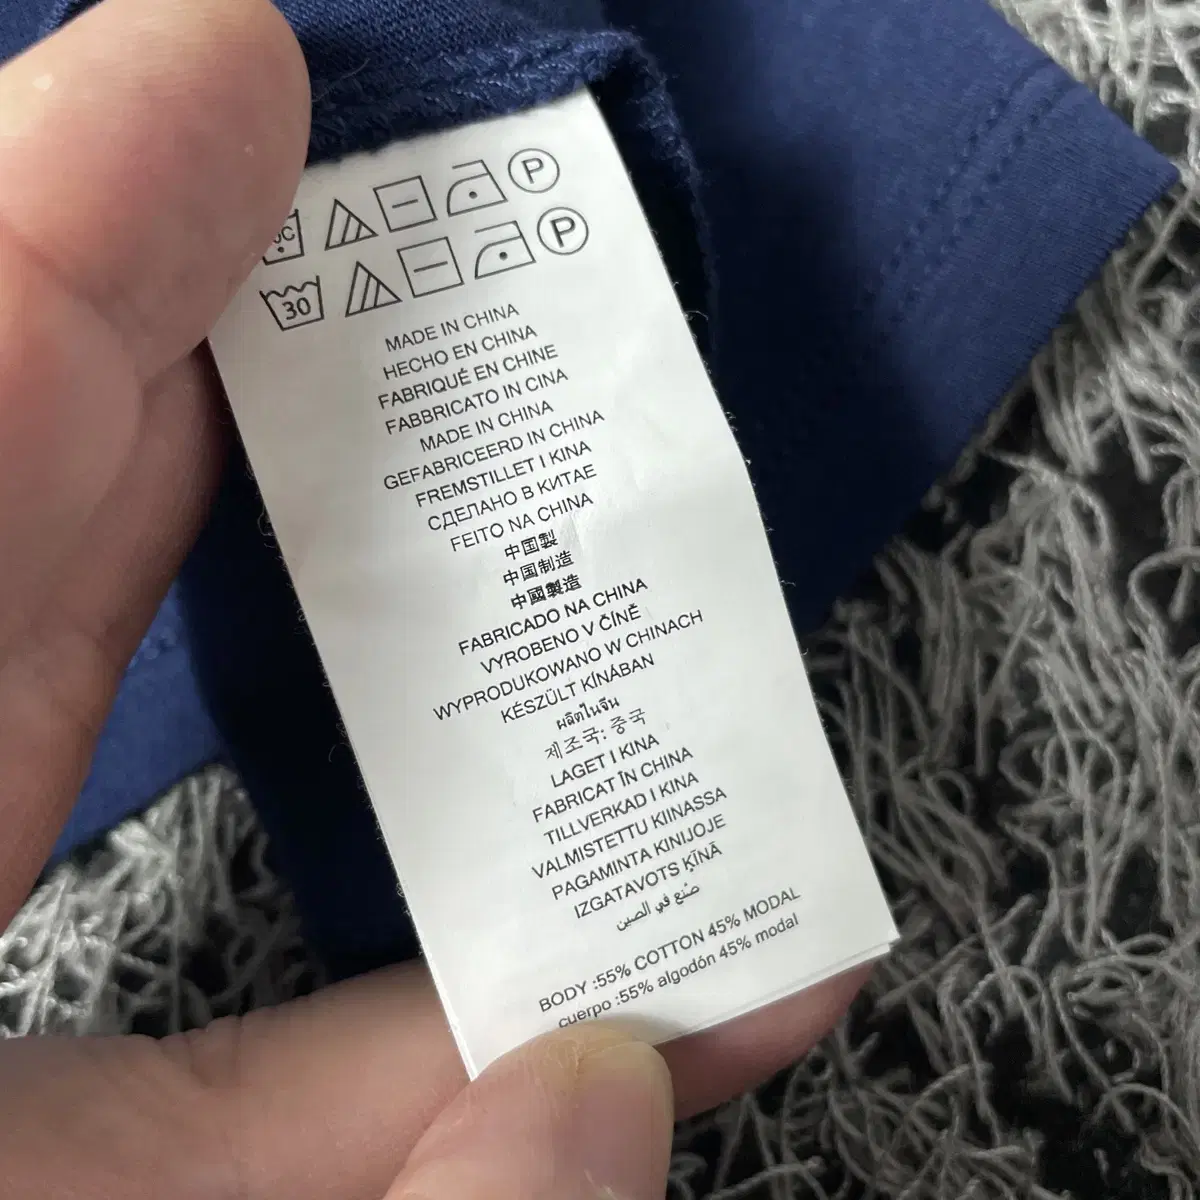 P
P
30
MADE IN CHINA
HECHO EN CHINA
FABRIQUÉ EN CHINE
FABBRICATO IN CINA
MADE IN CHINA
GEFABRICEERD IN CHINA
FREMSTILLET I KINA
СДЕЛАНО В КИТАЕ
FEITO NA CHINA
中国製
中国制造
中國製造
FABRICADO NA CHINA
VYROBENO V ČÍNĚ
WYPRODUKOWANO W CHINACH
KÉSZÜLT KÍNÁBAN
ผลิตในจีน
제조국: 중국
LAGET I KINA
FABRICAT ÎN CHINA
TILLVERKAD I KINA
VALMISTETTU KIINASSA
PAGAMINTA KINIJOJE
IZGATAVOTS ĶĪNĀ
صُنع في الصين
BODY :55% COTTON 45% MODAL
cuerpo :55% algodón 45% modal